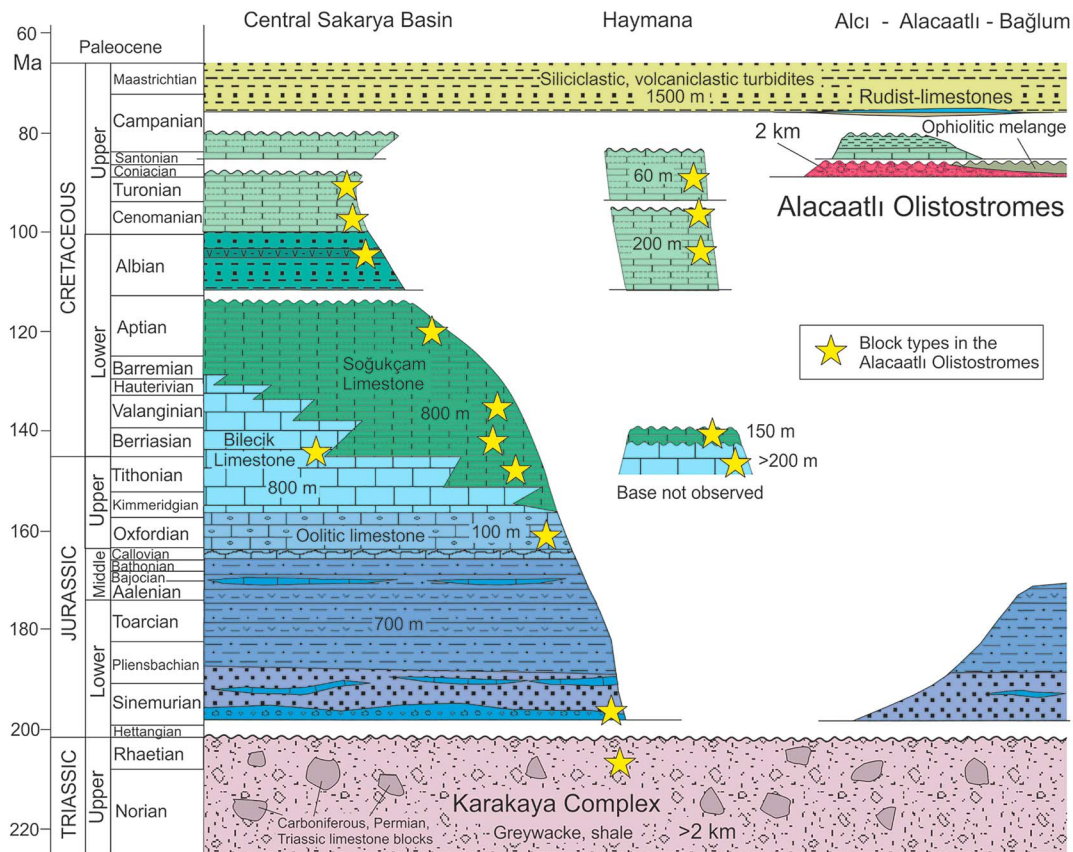 Central Sakarya Basin
Haymana
Alcı - Alacaatlı - Bağlum
60
Ma
80
100
120
140
160
180
200
220
Paleocene
CRETACEOUS
JURASSIC
TRIASSIC
Upper
Lower
Upper
Middle
Lower
Upper
Maastrichtian
Campanian
Santonian
Coniacian
Turonian
Cenomanian
Albian
Aptian
Barremian
Hauterivian
Valanginian
Berriasian
Tithonian
Kimmeridgian
Oxfordian
Callovian
Bathonian
Bajocian
Aalenian
Toarcian
Pliensbachian
Sinemurian
Hettangian
Rhaetian
Norian
Siliciclastic, volcaniclastic turbidites
1500 m
Rudist-limestones
2 km
Ophiolitic melange
Alacaatlı Olistostromes
60 m
200 m
Block types in the
Alacaatlı Olistostromes
Soğukçam
Limestone
800 m
Bilecik
Limestone
800 m
150 m
>200 m
Base not observed
Oolitic limestone
100 m
700 m
Karakaya Complex
Greywacke, shale
>2 km
Carboniferous, Permian,
Triassic limestone blocks